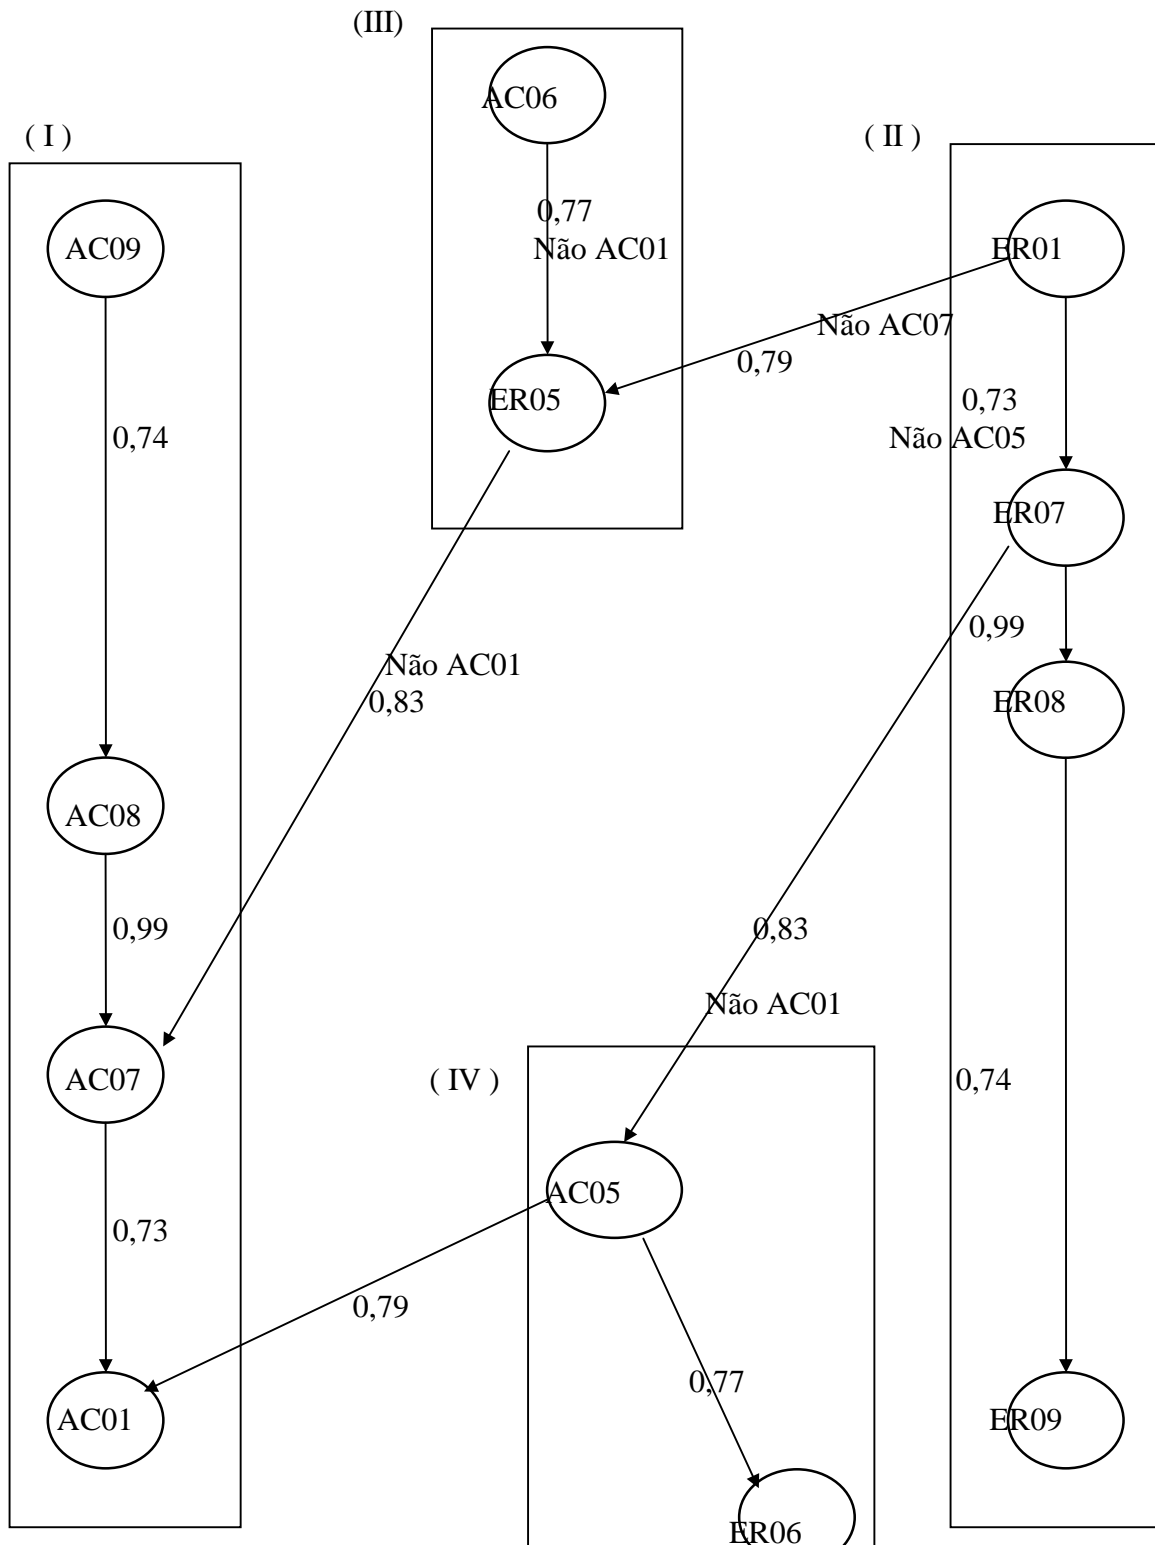 (III)
AC06
( I )
( II )
0,77
AC09
Não AC01
ER01
Não AC07
0,79
ER05
0,73
0,74
Não AC05
ER07
0,99
Não AC01
0,83
ER08
AC08
0,99
0,83
Não AC01
AC07
( IV )
0,74
AC05
0,73
0,79
0,77
AC01
ER09
ER06